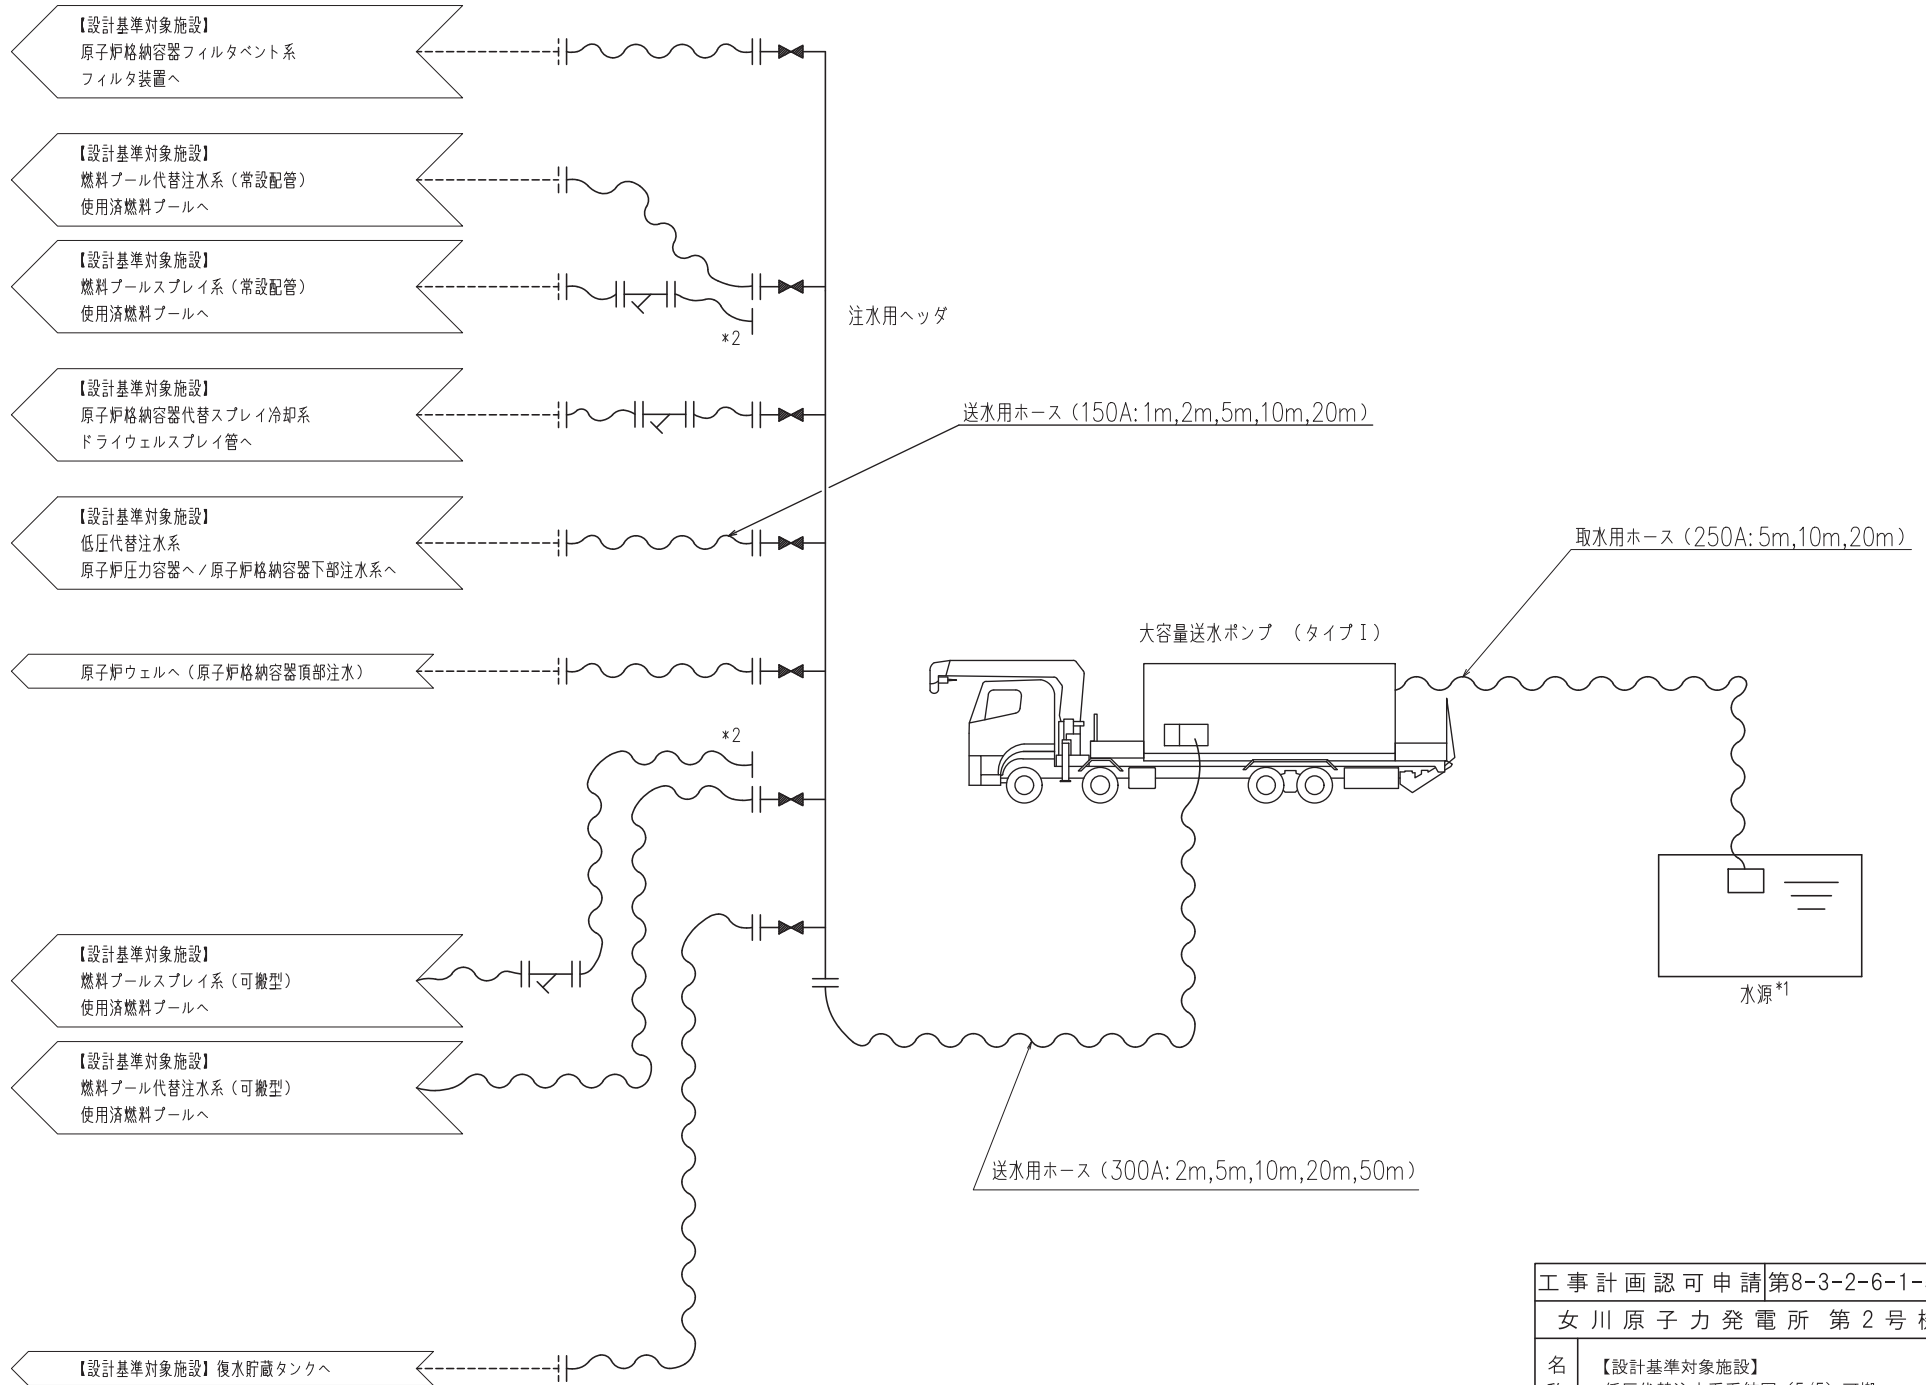 【設計基準対象施設】
原子炉格納容器フィルタベント系
フィルタ装置へ
【設計基準対象施設】
燃料プール代替注水系（常設配管）
使用済燃料プールへ
【設計基準対象施設】
燃料プールスプレイ系（常設配管）
使用済燃料プールへ
*2
注水用ヘッダ
【設計基準対象施設】
原子炉格納容器代替スプレイ冷却系
ドライウェルスプレイ管へ
送水用ホース（150A:1m,2m,5m,10m,20m）
【設計基準対象施設】
低圧代替注水系
原子炉圧力容器へ／原子炉格納容器下部注水系へ
取水用ホース（250A:5m,10m,20m）
大容量送水ポンプ （タイプⅠ）
原子炉ウェルへ（原子炉格納容器頂部注水）
*2
【設計基準対象施設】
燃料プールスプレイ系（可搬型）
使用済燃料プールへ
水源*1
【設計基準対象施設】
燃料プール代替注水系（可搬型）
使用済燃料プールへ
送水用ホース（300A:2m,5m,10m,20m,50m）
【設計基準対象施設】復水貯蔵タンクへ
工事計画認可申請 第8-3-2-6-1-
女川原子力発電所 第2号
名
【設計基準対象施設】